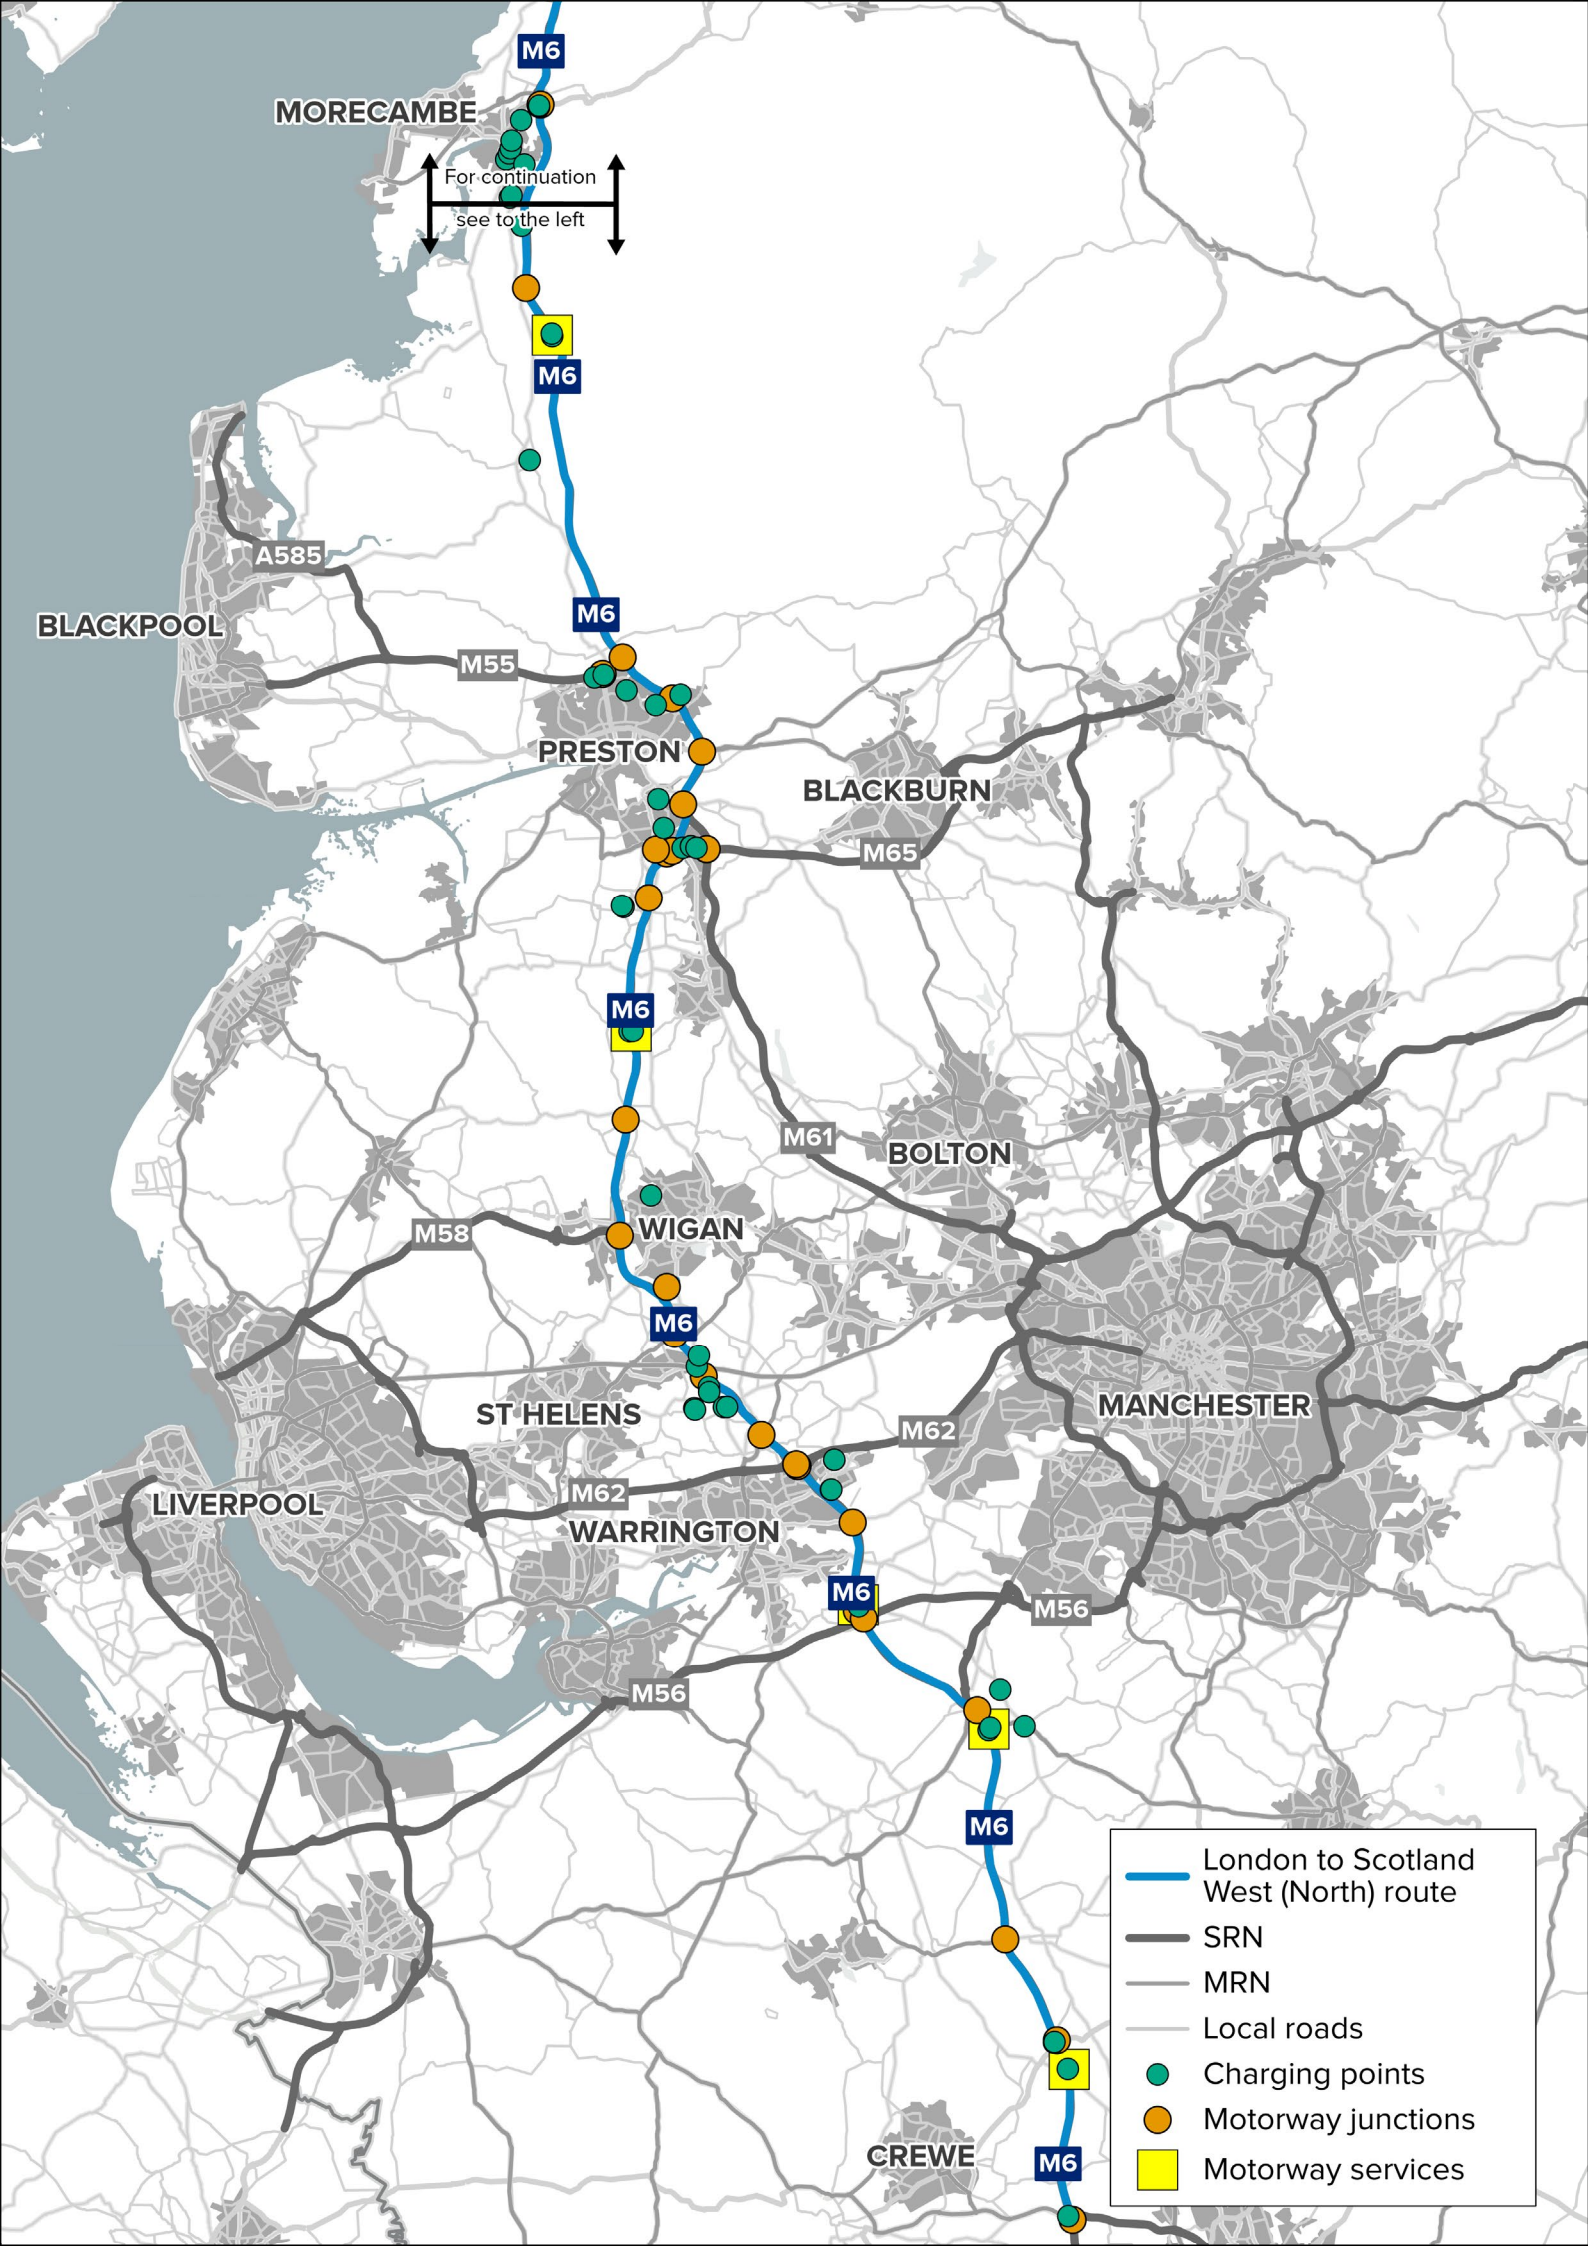 M6
MORECAMBE
For continuation
see to the left
M6
A585
BLACKPOOL
M6
M55
PRESTON
BLACKBURN
M65
M6
M61
BOLTON
WIGAN
M58
M6
MANCHESTER
ST HELENS
M62
M62
LIVERPOOL
WARRINGTON
M6
M56
M56
M6
London to Scotland
West (North) route
SRN
MRN
Local roads
Charging points
Motorway junctions
Motorway services
CREWE
M6